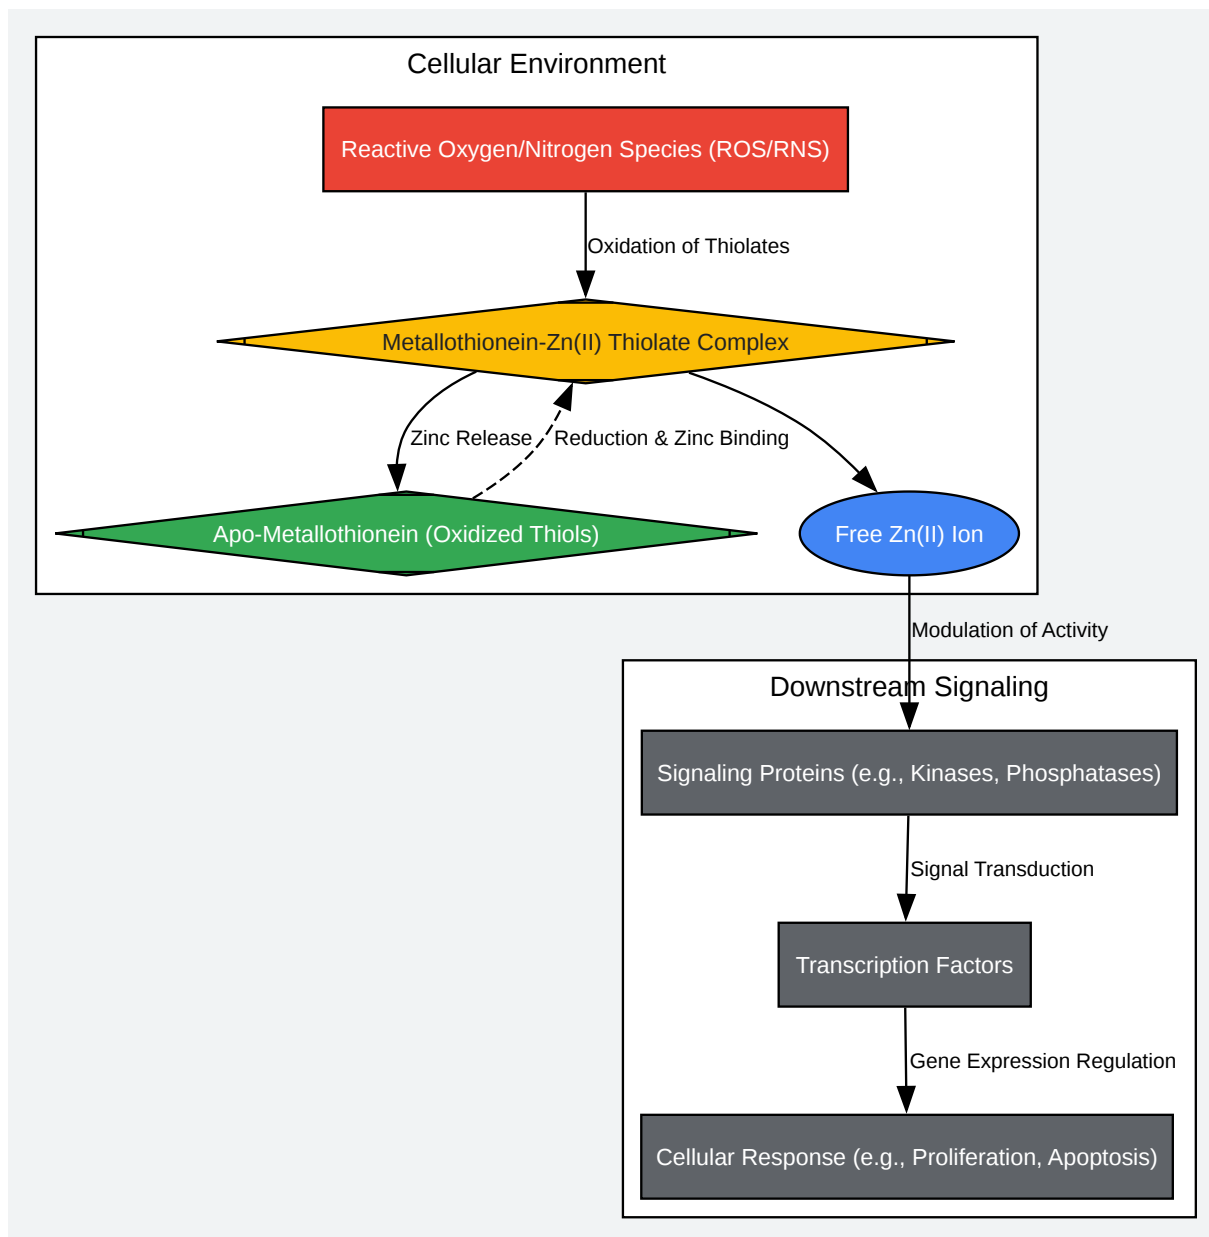 Cellular Environment
Reactive Oxygen/Nitrogen Species (ROS/RNS)
Oxidation of Thiolates
Metallothionein-Zn(II) Thiolate Complex
Zinc Release
Reduction & Zinc Binding
Apo-Metallothionein (Oxidized Thiols)
Free Zn(II) Ion
Modulation of Activity
Downstream Signaling
Signaling Proteins (e.g., Kinases, Phosphatases)
Signal Transduction
Transcription Factors
Gene Expression Regulation
Cellular Response (e.g., Proliferation, Apoptosis)